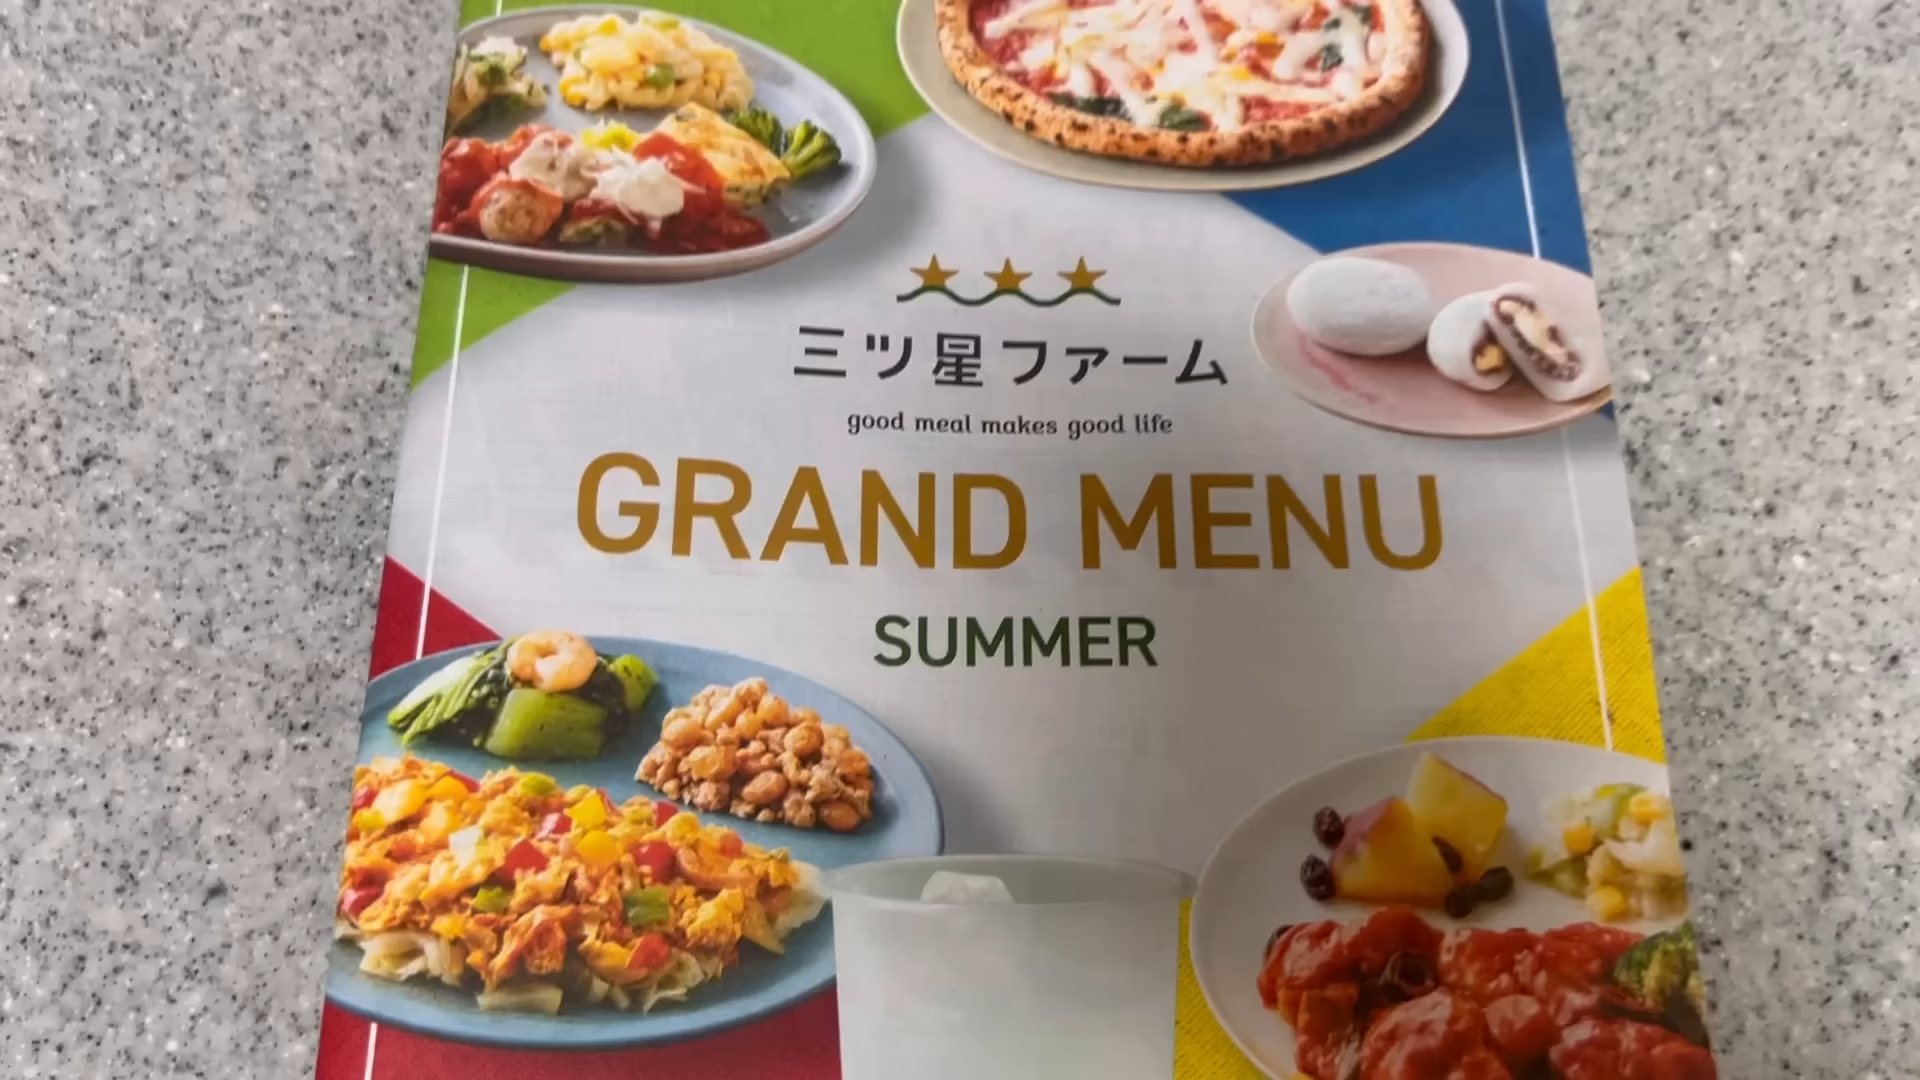 三ツ星ファーム
good meal makes good life
GRAND MENU
SUMMER